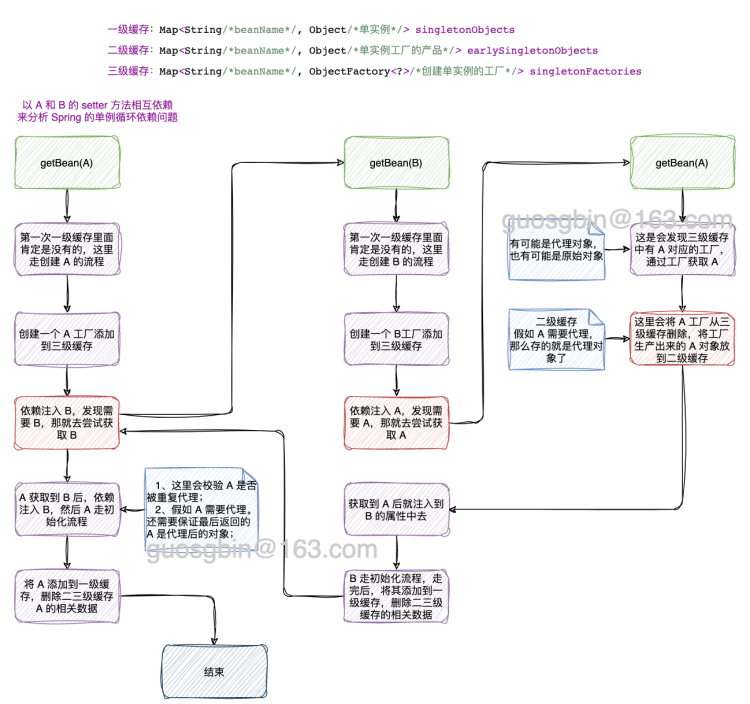 一级缓存：Map<String/*beanName*/, Object/*单实例*/> singletonObjects
二级缓存：Map<String/*beanName*/, Object/*单实例工厂的产品*/> earlySingletonObjects
三级缓存：Map<String/*beanName*/, ObjectFactory<?>/*创建单实例的工厂*/> singletonFactories
以 A 和 B 的 setter 方法相互依赖
来分析 Spring 的单例循环依赖问题
getBean(A)
第一次一级缓存里面
肯定是没有的，这里
走创建 A 的流程
创建一个 A 工厂添加
到三级缓存
依赖注入 B，发现需
要 B，那就去尝试获
取 B
A 获取到 B 后，依赖
注入 B，然后 A 走初
始化流程
1、这里会校验 A 是否
被重复代理；
2、假如 A 需要代理。
还需要保证最后返回的
A 是代理后的对象；
guosgbin@163.com
将 A 添加到一级缓
存，删除二三级缓存
A 的相关数据
结束
getBean(B)
第一次一级缓存里面
肯定是没有的，这里
走创建 B 的流程
创建一个 B工厂添加
到三级缓存
依赖注入 A，发现需
要 A，那就去尝试获
取 A
获取到 A 后就注入到
B 的属性中去
B 走初始化流程，走
完后，将其添加到一
级缓存，删除二三级
缓存的相关数据
getBean(A)
guosgbin@163.com
有可能是代理对象，
也有可能是原始对象
这是会发现三级缓存
中有 A 对应的工厂，
通过工厂获取 A
二级缓存
假如 A 需要代理，
那么存的就是代理对
象了
这里会将 A 工厂从三
级缓存删除，将工厂
生产出来的 A 对象放
到二级缓存